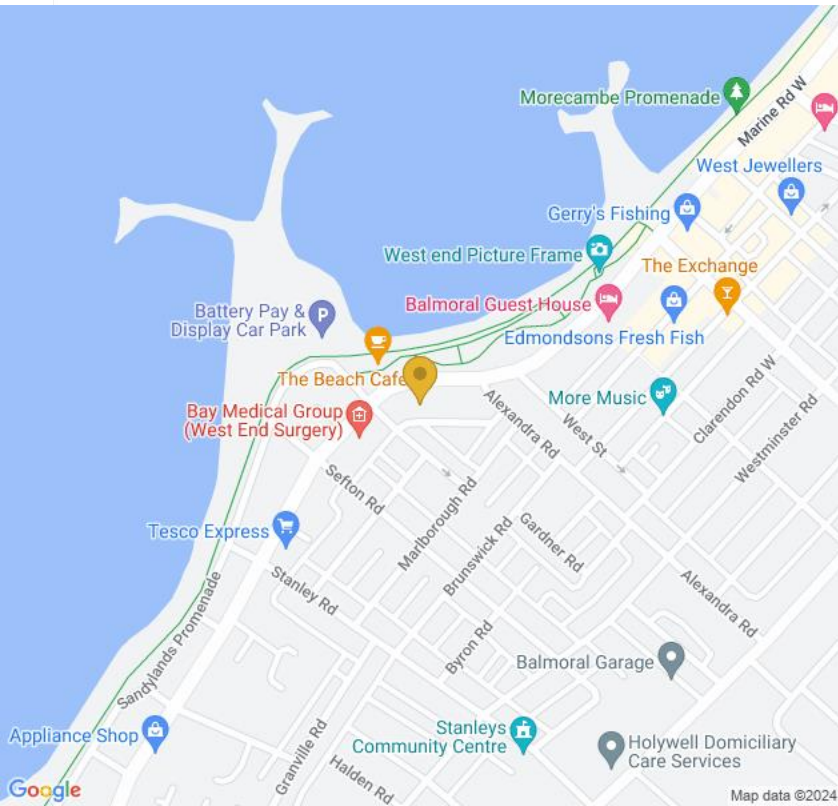 Morecambe Promenade
Marine Rd W
West Jewellers
Gerry's Fishing
West end Picture Frame
The Exchange
Balmoral Guest House
Battery Pay &
Display Car Park
P
Edmondsons Fresh Fish
The Beach Cafe
More Music
Bay Medical Group
(West End Surgery)
Alexandra Rd
West St
Clarendon Rd W
Westminster Rd
Sefton Rd
Marlborough Rd
Tesco Express
Gardner Rd
Brunswick Rd
Stanley Rd
Alexandra Rd
Sandylands Promenade
Byron Rd
Balmoral Garage
Appliance Shop
Stanleys
Community Centre
Granville Rd
Holywell Domiciliary
Care Services
Halden Rd
Google
Map data ©2024